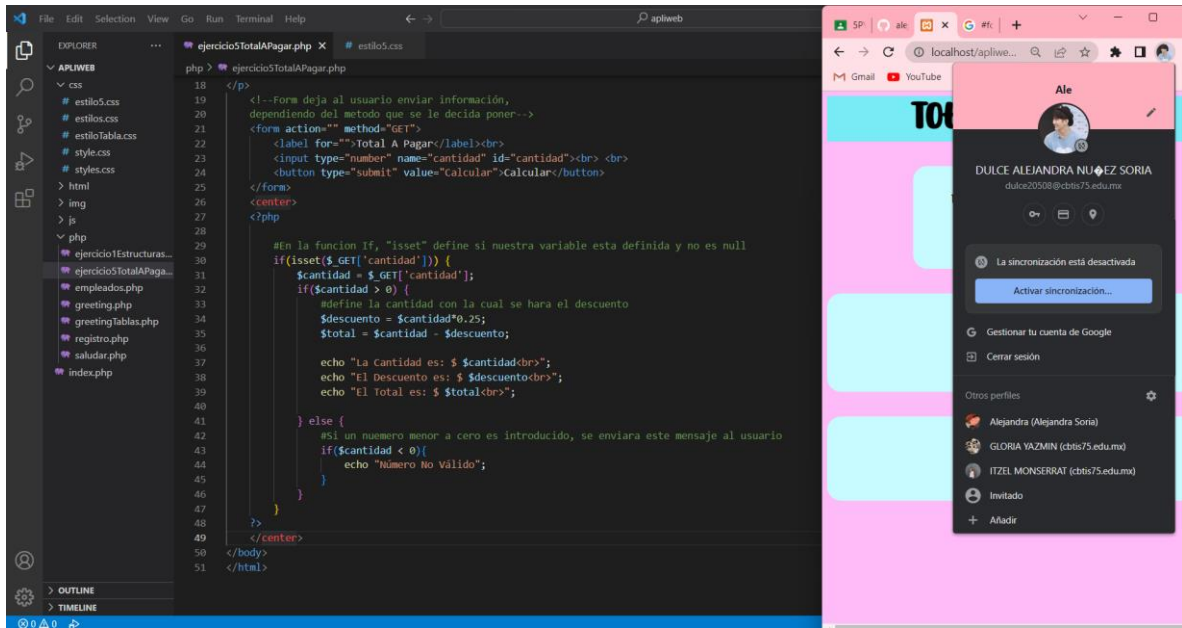 File Edit Selection View Go Run Terminal Help
apliweb
EXPLORER
APLIWEB
css
# estilo5.css
# estilos.css
# estiloTabla.css
# style.css
# styles.css
html
img
js
php
ejercicio1Estructuras...
ejercicio5TotalAPaga...
empleados.php
greeting.php
greetingTablas.php
registro.php
saludar.php
index.php
OUTLINE
TIMELINE
0 0
ejercicio5TotalAPagar.php
# estilo5.css
php > ejercicio5TotalAPagar.php
18 </p>
19 <!--Form deja al usuario enviar información,
20 dependiendo del metodo que se le decida poner-->
21 <form action="" method="GET">
22 <label for="">Total A Pagar</label><br>
23 <input type="number" name="cantidad" id="cantidad"><br> <br>
24 <button type="submit" value="Calcular">Calcular</button>
25 </form>
26 <center>
27 <?php
28
29 #En la funcion If, "isset" define si nuestra variable esta definida y no es null
30 if(isset($_GET['cantidad'])) {
31 $cantidad = $_GET['cantidad'];
32 if($cantidad > 0) {
33 #define la cantidad con la cual se hara el descuento
34 $descuento = $cantidad*0.25;
35 $total = $cantidad - $descuento;
36
37 echo "La Cantidad es: $ $cantidad<br>";
38 echo "El Descuento es: $ $descuento<br>";
39 echo "El Total es: $ $total<br>";
40
41 } else {
42 #Si un nuemero menor a cero es introducido, se enviara este mensaje al usuario
43 if($cantidad < 0){
44 echo "Número No Válido";
45 }
46 }
47 }
48 ?>
49 </center>
50 </body>
51 </html>
5P
ale
#fc
localhost/apliwe...
Gmail YouTube
Ale
DULCE ALEJANDRA NU�EZ SORIA
dulce20508@cbtis75.edu.mx
La sincronización está desactivada
Activar sincronización...
Gestionar tu cuenta de Google
Cerrar sesión
Otros perfiles
Alejandra (Alejandra Soria)
GLORIA YAZMIN (cbtis75.edu.mx)
ITZEL MONSERRAT (cbtis75.edu.mx)
Invitado
Añadir